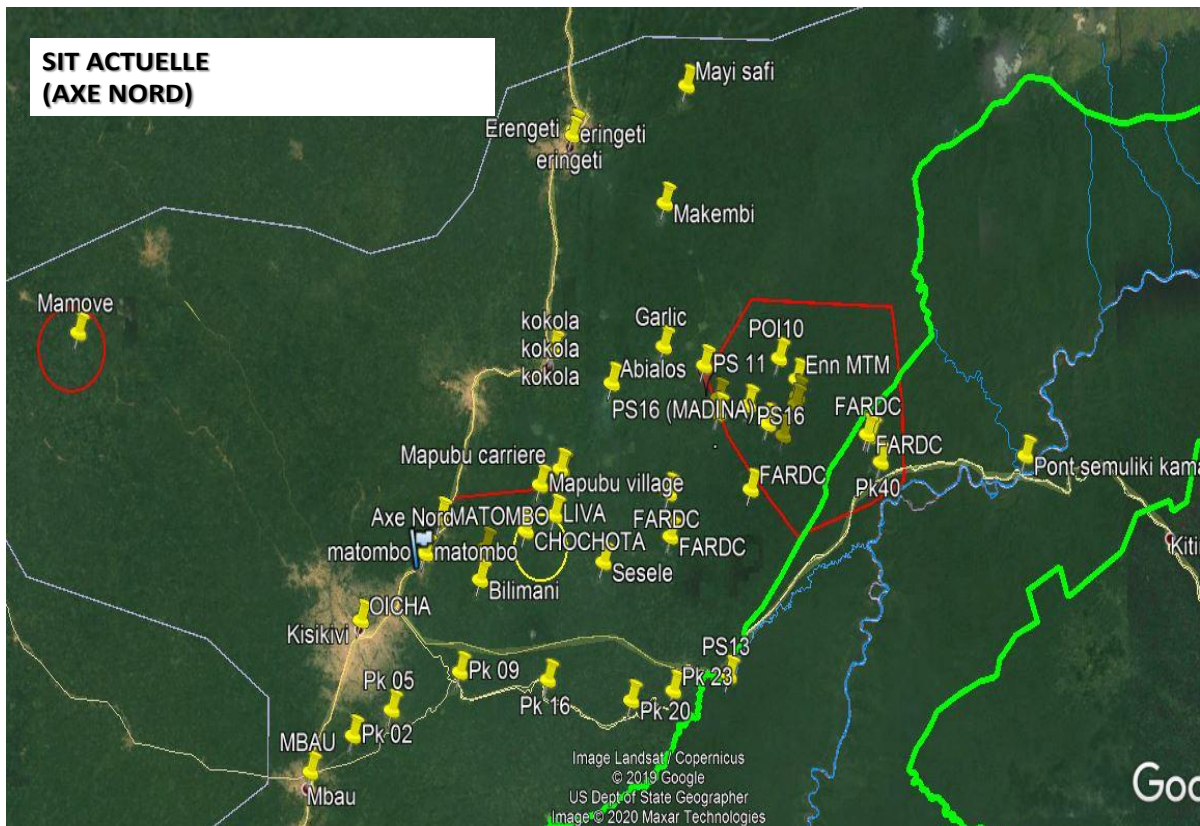 SIT ACTUELLE
(AXE NORD)
Mayi safi
Erengeti
eringeti
eringeti
Makembi
Mamove
kokola
kokola
kokola
Garlic
POI10
PS 11
Enn MTM
Abialos
PS16 (MADINA)
PS16
FARDC
FARDC
Mapubu carriere
Pont semuliki kama
Mapubu village
FARDC
Pk40
Axe Nord
MATOMBO
LIVA
FARDC
Kitin
matombo
matombo
CHOCHOTA
FARDC
Sesele
Bilimani
OICHA
Kisikivi
PS13
Pk 09
Pk 23
Pk 05
Pk 16
Pk 20
Pk 02
MBAU
Mbau
Image Landsat / Copernicus
© 2019 Google
US Dept of State Geographer
Image © 2020 Maxar Technologies
Goo